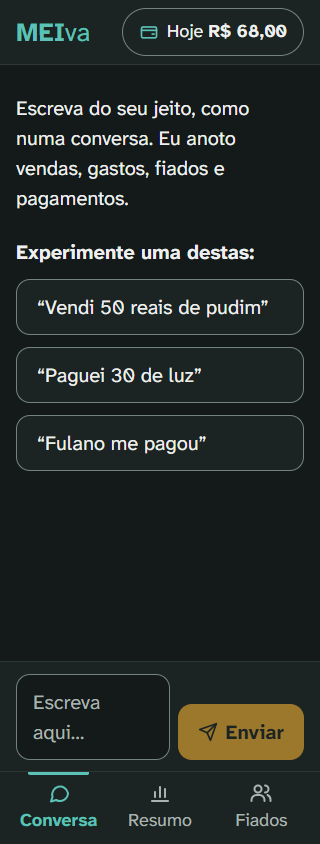 MEIva
Hoje R$ 68,00
Escreva do seu jeito, como
numa conversa. Eu anoto
vendas, gastos, fiados e
pagamentos.
Experimente uma destas:
“Vendi 50 reais de pudim”
“Paguei 30 de luz”
“Fulano me pagou”
Escreva
aqui...
Enviar
Conversa
Resumo
Fiados